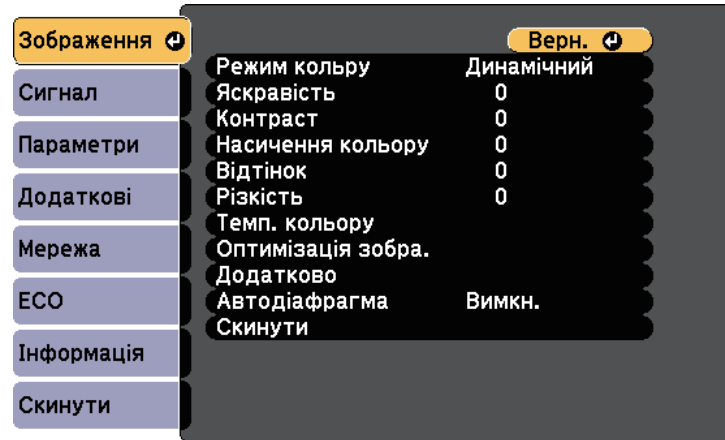 Зображення
Сигнал
Параметри
Додаткові
Мережа
ECO
Інформація
Скинути
Верн.
Режим кольру Динамічний
Яскравість 0
Контраст 0
Насичення кольору 0
Відтінок 0
Різкість 0
Темп. кольору
Оптимізація зобра.
Додатково
Автодіафрагма Вимкн.
Скинути